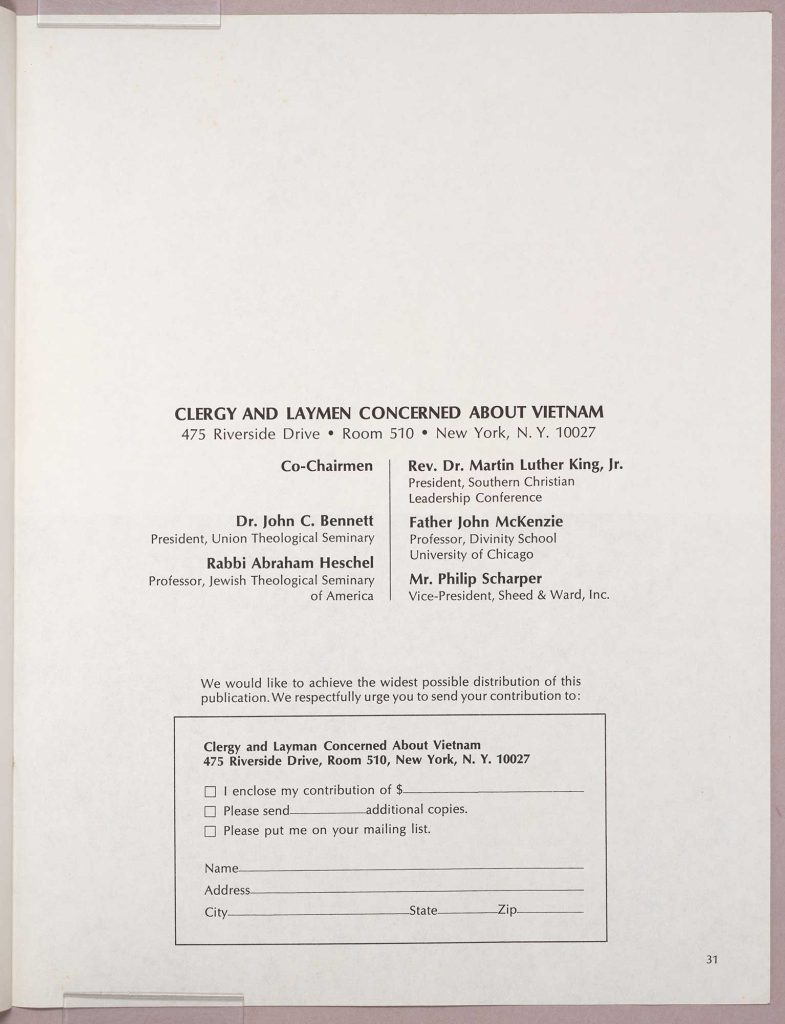 CLERGY AND LAYMEN CONCERNED ABOUT VIETNAM
475 Riverside Drive • Room 510 • New York, N. Y. 10027
Co-Chairmen
Dr. John C. Bennett
President, Union Theological Seminary
Rabbi Abraham Heschel
Professor, Jewish Theological Seminary
of America
Rev. Dr. Martin Luther King, Jr.
President, Southern Christian
Leadership Conference
Father John McKenzie
Professor, Divinity School
University of Chicago
Mr. Philip Scharper
Vice-President, Sheed & Ward, Inc.
We would like to achieve the widest possible distribution of this
publication. We respectfully urge you to send your contribution to:
Clergy and Layman Concerned About Vietnam
475 Riverside Drive, Room 510, New York, N. Y. 10027
☐ I enclose my contribution of $
☐ Please send additional copies.
☐ Please put me on your mailing list.
Name
Address
City State Zip
31